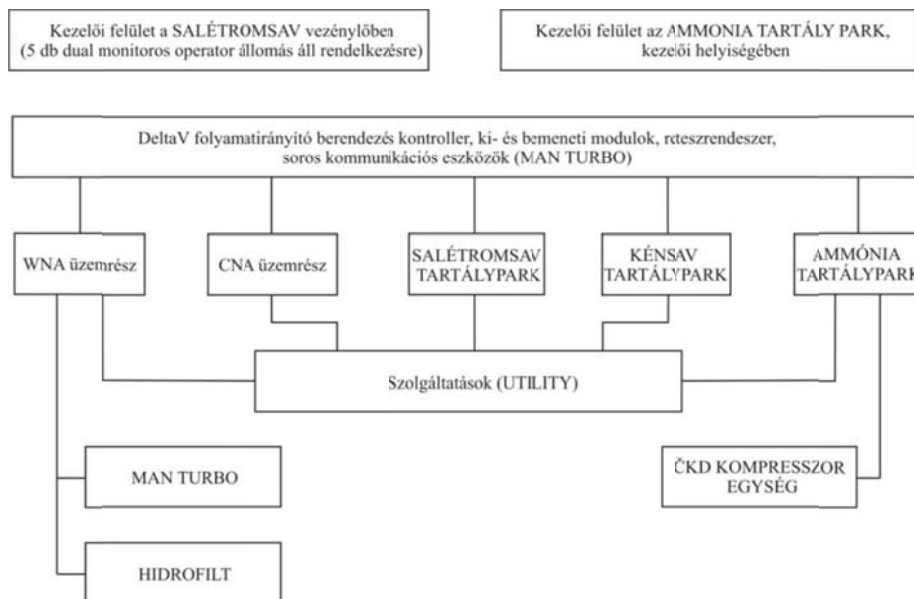 Kezelői felület a SALÉTROMSAV vezénylőben
(5 db dual monitoros operator állomás áll rendelkezésre)
Kezelői felület az AMMONIA TARTÁLY PARK,
kezelői helyiségében
DeltaV folyamatirányító berendezés kontroller, ki- és bemeneti modulok, reteszrendeszer,
soros kommunikációs eszközök (MAN TURBO)
WNA üzemrész
CNA üzemrész
SALÉTROMSAV
TARTÁLYPARK
KÉNSAV
TARTÁLYPARK
AMMÓNIA
TARTÁLYPARK
Szolgáltatások (UTILITY)
MAN TURBO
ČKD KOMPRESSZOR
EGYSÉG
HIDROFILT